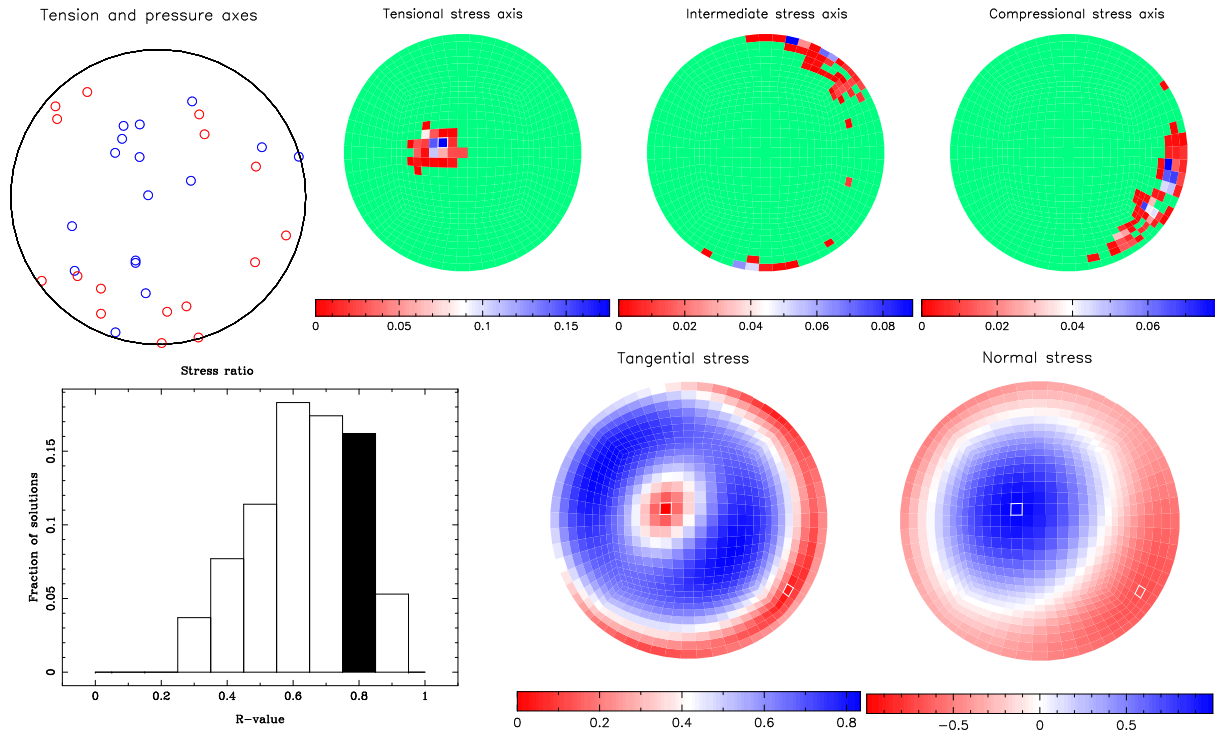 Tension and pressure axes
Tensional stress axis
Intermediate stress axis
Compressional stress axis
0 0.05 0.1 0.15
0 0.02 0.04 0.06 0.08
0 0.02 0.04 0.06
Stress ratio
Fraction of solutions
0.15
0.1
0.05
0
0 0.2 0.4 0.6 0.8 1
R-value
Tangential stress
Normal stress
0 0.2 0.4 0.6 0.8
−0.5 0 0.5